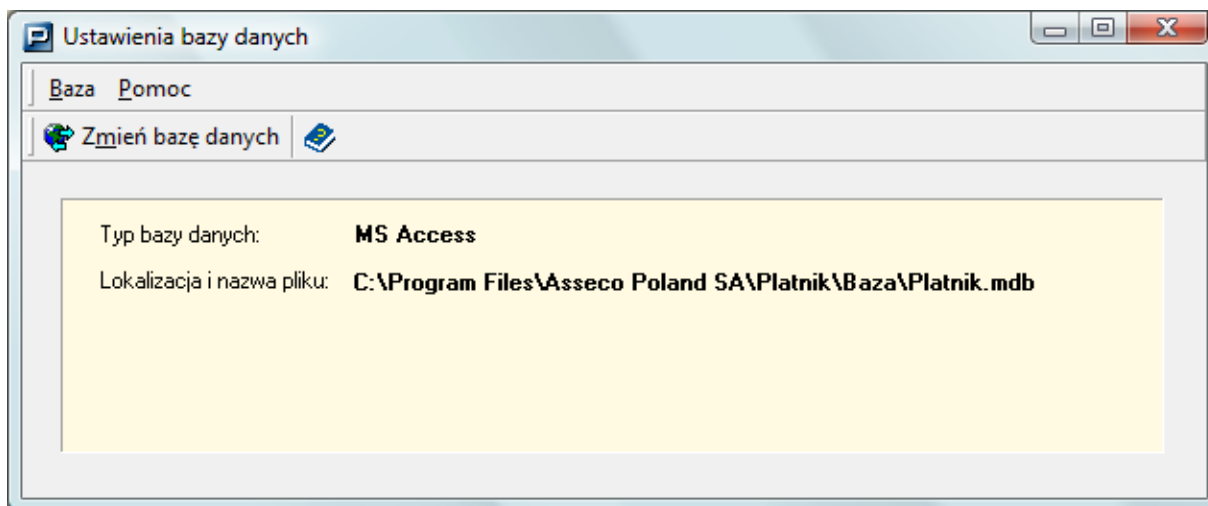 Ustawienia bazy danych
Baza Pomoc
Zmień bazę danych
Typ bazy danych: MS Access
Lokalizacja i nazwa pliku: C:\Program Files\Asseco Poland SA\Platnik\Baza\Platnik.mdb